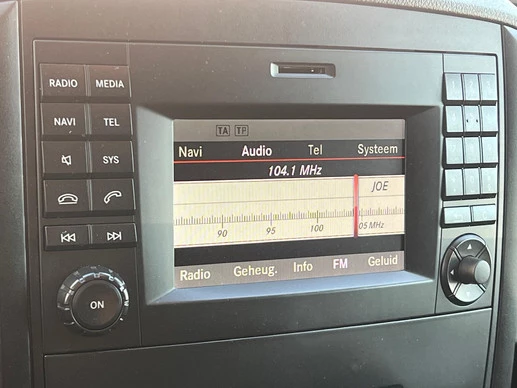 RADIO MEDIA
NAVI TEL
SYS
ON
TA TP
Navi Audio Tel Systeem
104.1 MHz
JOE
90 95 100 05 MHz
Radio Geheug. Info FM Geluid